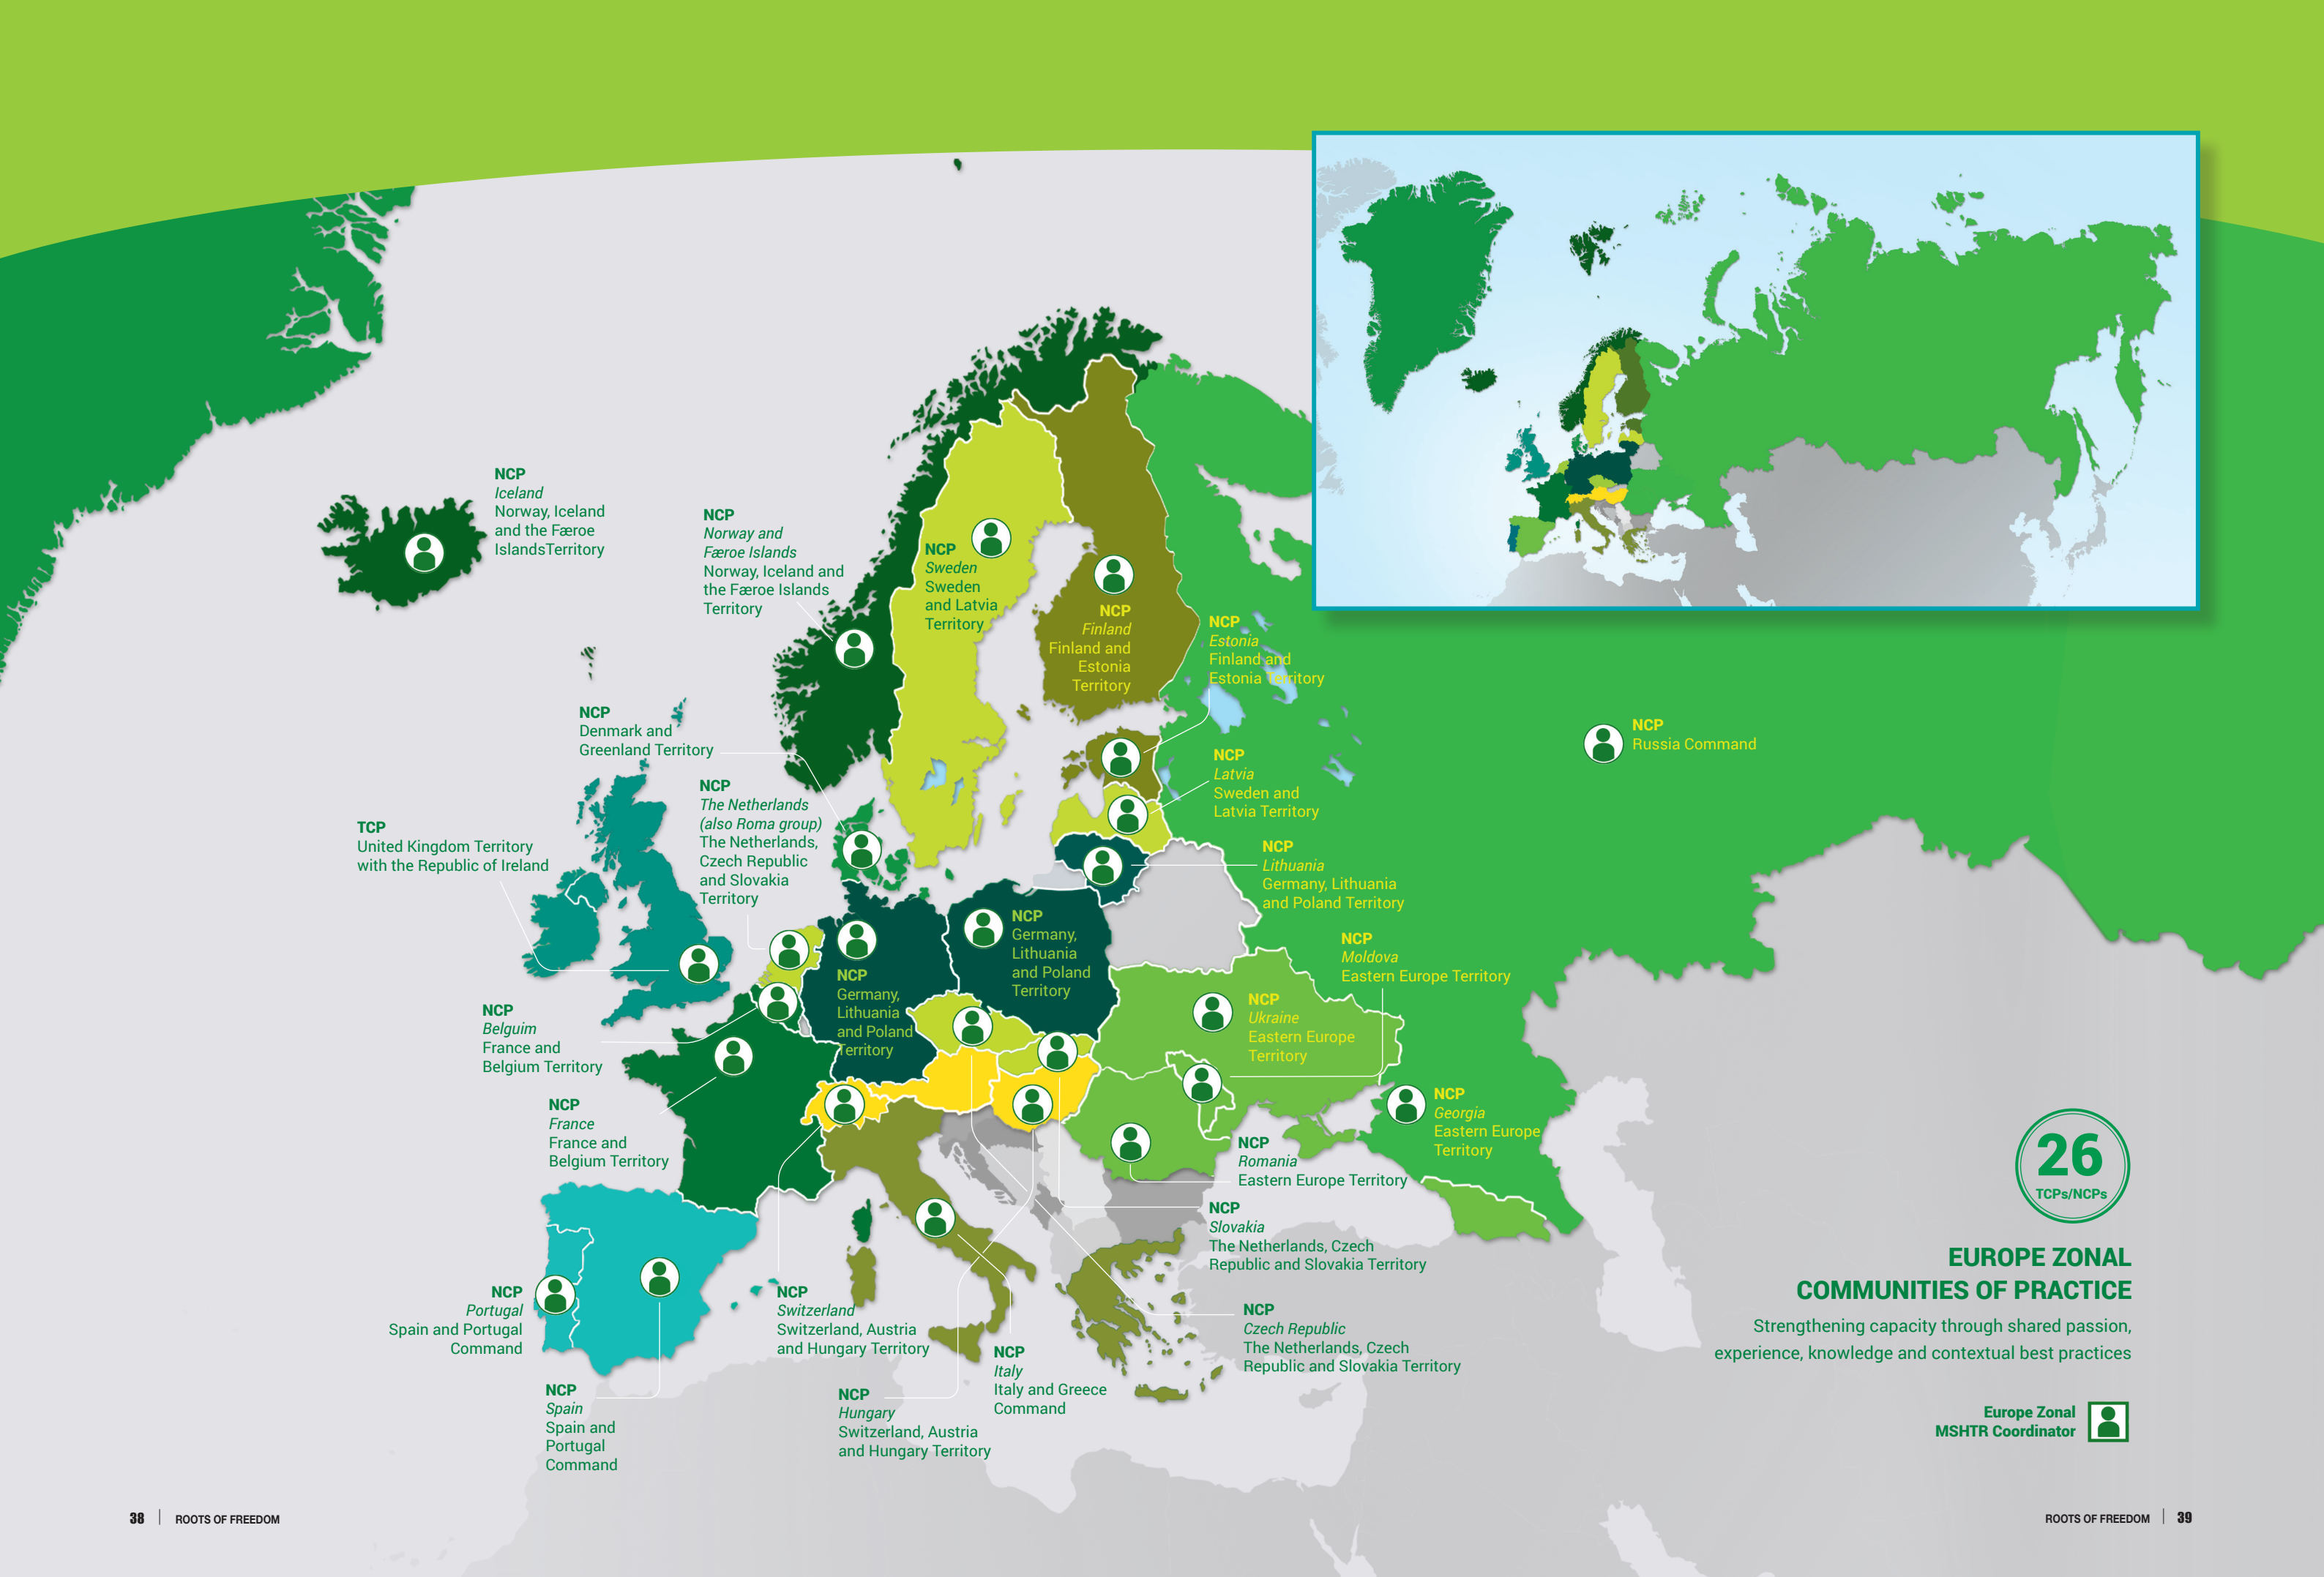 NCP
Iceland
Norway, Iceland
and the Færoe
IslandsTerritory
NCP
Norway and
Færoe Islands
Norway, Iceland and
the Færoe Islands
Territory
NCP
Sweden
Sweden
and Latvia
Territory
NCP
Finland
Finland and
Estonia
Territory
NCP
Estonia
Finland and
Estonia Territory
NCP
Denmark and
Greenland Territory
NCP
Russia Command
NCP
Latvia
Sweden and
Latvia Territory
NCP
The Netherlands
(also Roma group)
The Netherlands,
Czech Republic
and Slovakia
Territory
TCP
United Kingdom Territory
with the Republic of Ireland
NCP
Lithuania
Germany, Lithuania
and Poland Territory
NCP
Germany,
Lithuania
and Poland
Territory
NCP
Germany,
Lithuania
and Poland
Territory
NCP
Moldova
Eastern Europe Territory
NCP
Ukraine
Eastern Europe
Territory
NCP
Belguim
France and
Belgium Territory
NCP
France
France and
Belgium Territory
NCP
Georgia
Eastern Europe
Territory
NCP
Romania
Eastern Europe Territory
NCP
Slovakia
The Netherlands, Czech
Republic and Slovakia Territory
NCP
Czech Republic
The Netherlands, Czech
Republic and Slovakia Territory
NCP
Portugal
Spain and Portugal
Command
NCP
Switzerland
Switzerland, Austria
and Hungary Territory
NCP
Italy
Italy and Greece
Command
NCP
Spain
Spain and
Portugal
Command
NCP
Hungary
Switzerland, Austria
and Hungary Territory
26
TCPs/NCPs
EUROPE ZONAL
COMMUNITIES OF PRACTICE
Strengthening capacity through shared passion,
experience, knowledge and contextual best practices
Europe Zonal
MSHTR Coordinator
38 | ROOTS OF FREEDOM
ROOTS OF FREEDOM | 39